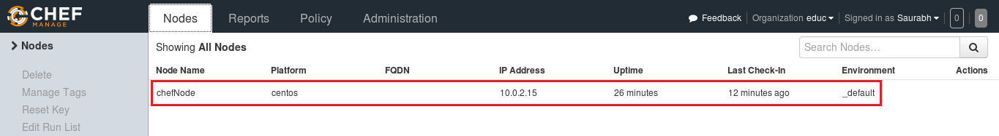 CHEF
MANAGE
Nodes Reports Policy Administration Feedback Organization educ Signed in as Saurabh 0 0
Nodes
Delete
Manage Tags
Reset Key
Edit Run List
Showing All Nodes Search Nodes...
Node Name Platform FQDN IP Address Uptime Last Check-In Environment Actions
chefNode centos 10.0.2.15 26 minutes 12 minutes ago _default